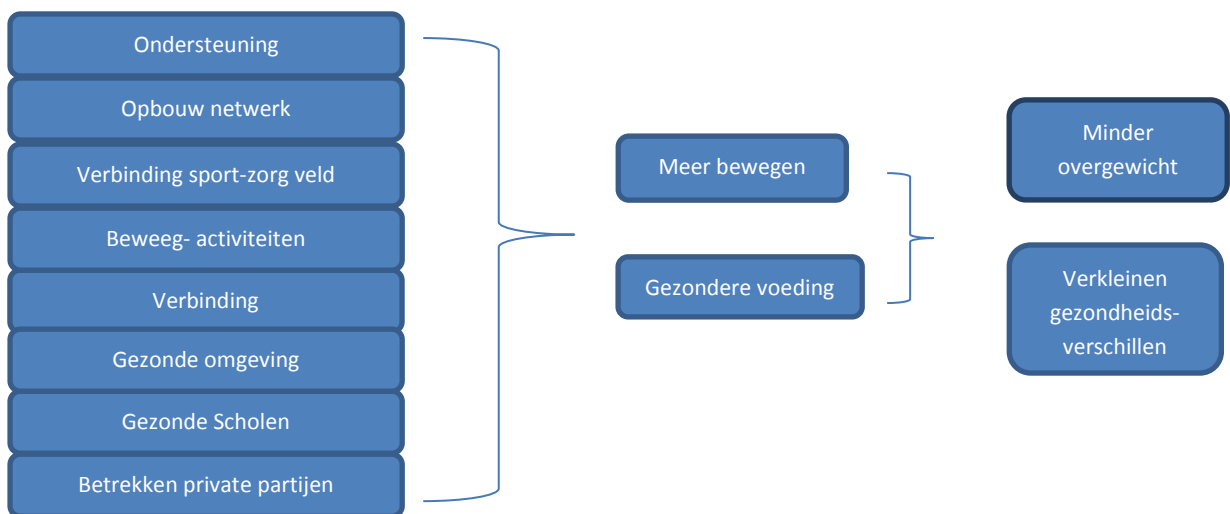 Ondersteuning
Opbouw netwerk
Verbinding sport-zorg veld
Beweeg- activiteiten
Verbinding
Gezonde omgeving
Gezonde Scholen
Betrekken private partijen
Meer bewegen
Gezondere voeding
Minder
overgewicht
Verkleinen
gezondheids-
verschillen